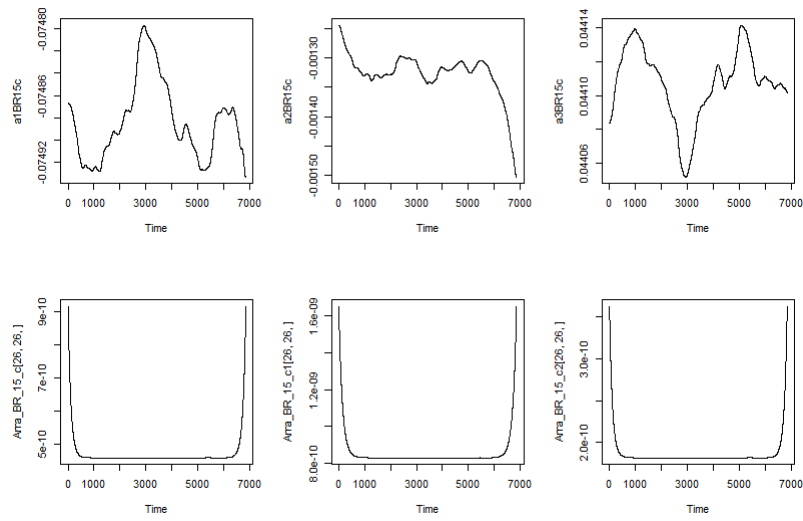 a1BR15c
-0.07480
-0.07486
-0.07492
0 1000 3000 5000 7000
Time
a2BR15c
-0.00130
-0.00140
-0.00150
0 1000 3000 5000 7000
Time
a3BR15c
0.04414
0.04410
0.04406
0 1000 3000 5000 7000
Time
Arra_BR_15_c[26, 26, ]
9e-10
7e-10
5e-10
0 1000 3000 5000 7000
Time
Arra_BR_15_c1[26, 26, ]
1.6e-09
1.2e-09
8.0e-10
0 1000 3000 5000 7000
Time
Arra_BR_15_c2[26, 26, ]
3.0e-10
2.0e-10
0 1000 3000 5000 7000
Time